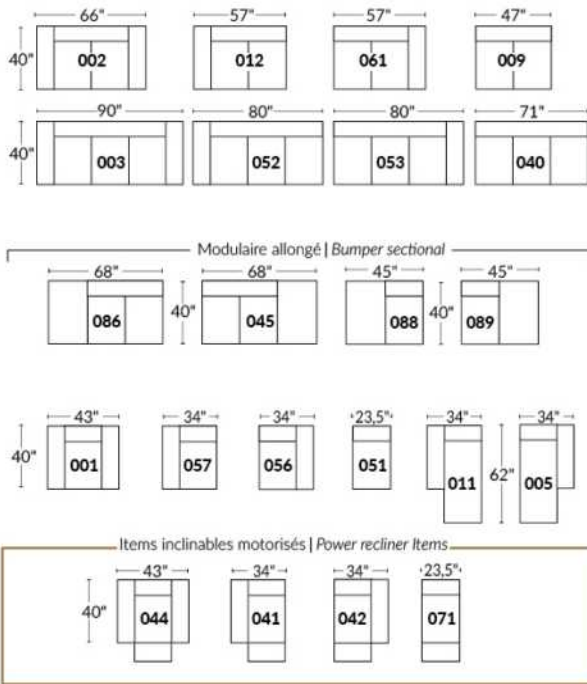 66" 57" 57" 47"
40" 002 012 061 009
90" 80" 80" 71"
40" 003 052 053 040
Modulaire allongé | Bumper sectional
68" 68" 45" 45"
086 40" 045 088 40" 089
43" 34" 34" 23,5" 34" 34"
40" 001 057 056 051 011 62" 005
Items inclinables motorisés | Power recliner Items
43" 34" 34" 23,5"
40" 044 041 042 071